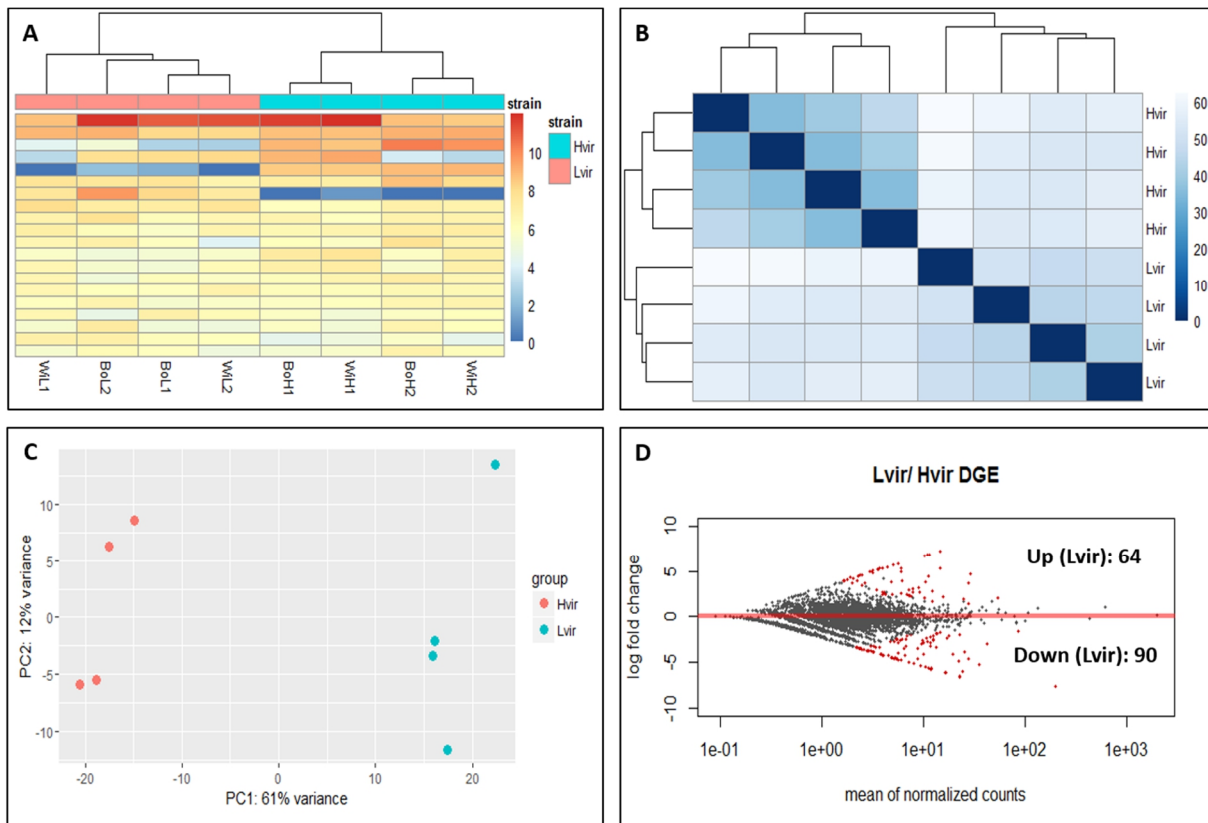 A
strain
strain
Hvir
Lvir
10
8
6
4
2
0
WiL1 BoL2 BoL1 WiL2 BoH1 WiH1 BoH2 WiH2
B
Hvir
Hvir
Hvir
Hvir
Lvir
Lvir
Lvir
Lvir
60
50
40
30
20
10
0
C
PC2: 12% variance
10
5
0
-5
-10
-20 -10 0 10 20
PC1: 61% variance
group
Hvir
Lvir
D
Lvir/ Hvir DGE
log fold change
10
5
0
-5
-10
Up (Lvir): 64
Down (Lvir): 90
1e-01 1e+00 1e+01 1e+02 1e+03
mean of normalized counts